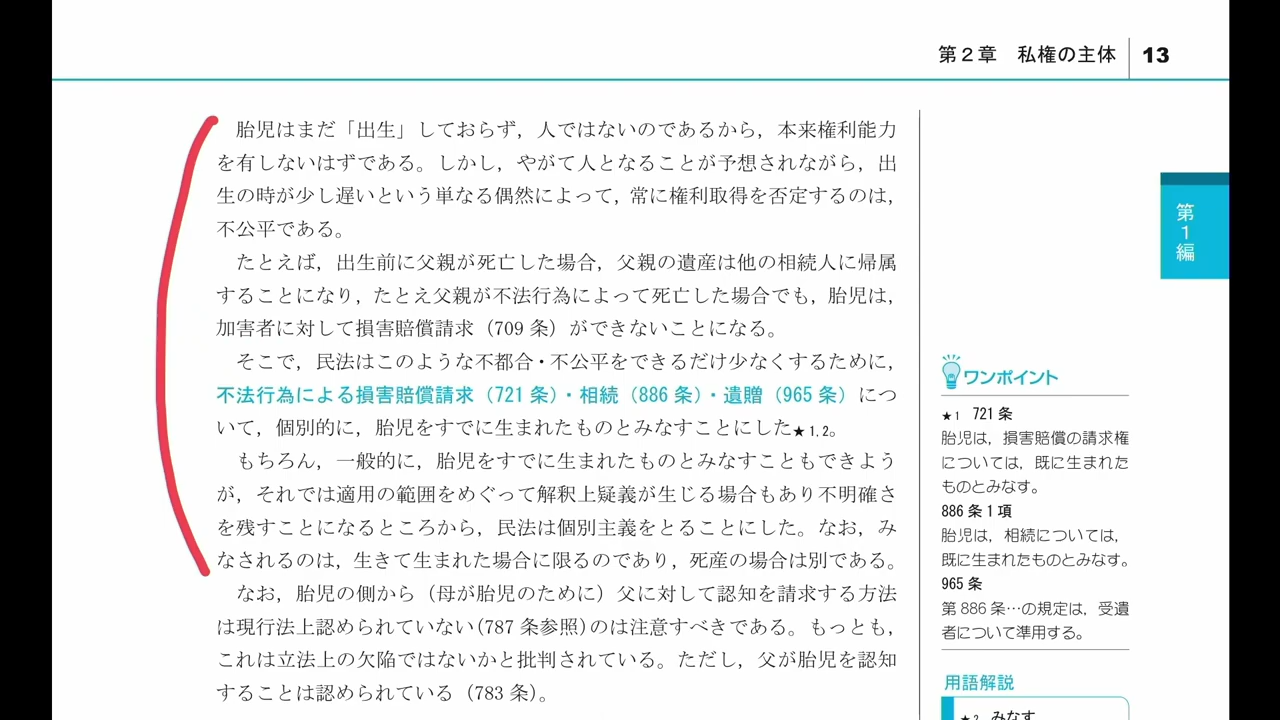 第2章 私権の主体 13
胎児はまだ「出生」しておらず，人ではないのであるから，本来権利能力
を有しないはずである。しかし，やがて人となることが予想されながら，出
生の時が少し遅いという単なる偶然によって，常に権利取得を否定するのは，
不公平である。
たとえば，出生前に父親が死亡した場合，父親の遺産は他の相続人に帰属
することになり，たとえ父親が不法行為によって死亡した場合でも，胎児は，
加害者に対して損害賠償請求（709 条）ができないことになる。
そこで，民法はこのような不都合・不公平をできるだけ少なくするために，
不法行為による損害賠償請求（721 条）・相続（886 条）・遺贈（965 条）につ
いて，個別的に，胎児をすでに生まれたものとみなすことにした★1,2。
もちろん，一般的に，胎児をすでに生まれたものとみなすこともできよう
が，それでは適用の範囲をめぐって解釈上疑義が生じる場合もあり不明確さ
を残すことになるところから，民法は個別主義をとることにした。なお，み
なされるのは，生きて生まれた場合に限るのであり，死産の場合は別である。
なお，胎児の側から（母が胎児のために）父に対して認知を請求する方法
は現行法上認められていない(787 条参照)のは注意すべきである。もっとも，
これは立法上の欠陥ではないかと批判されている。ただし，父が胎児を認知
することは認められている（783 条）。
第1編
ワンポイント
★1 721 条
胎児は，損害賠償の請求権
については，既に生まれた
ものとみなす。
886 条 1 項
胎児は，相続については，
既に生まれたものとみなす。
965 条
第 886 条…の規定は，受遺
者について準用する。
用語解説
★2 みなす